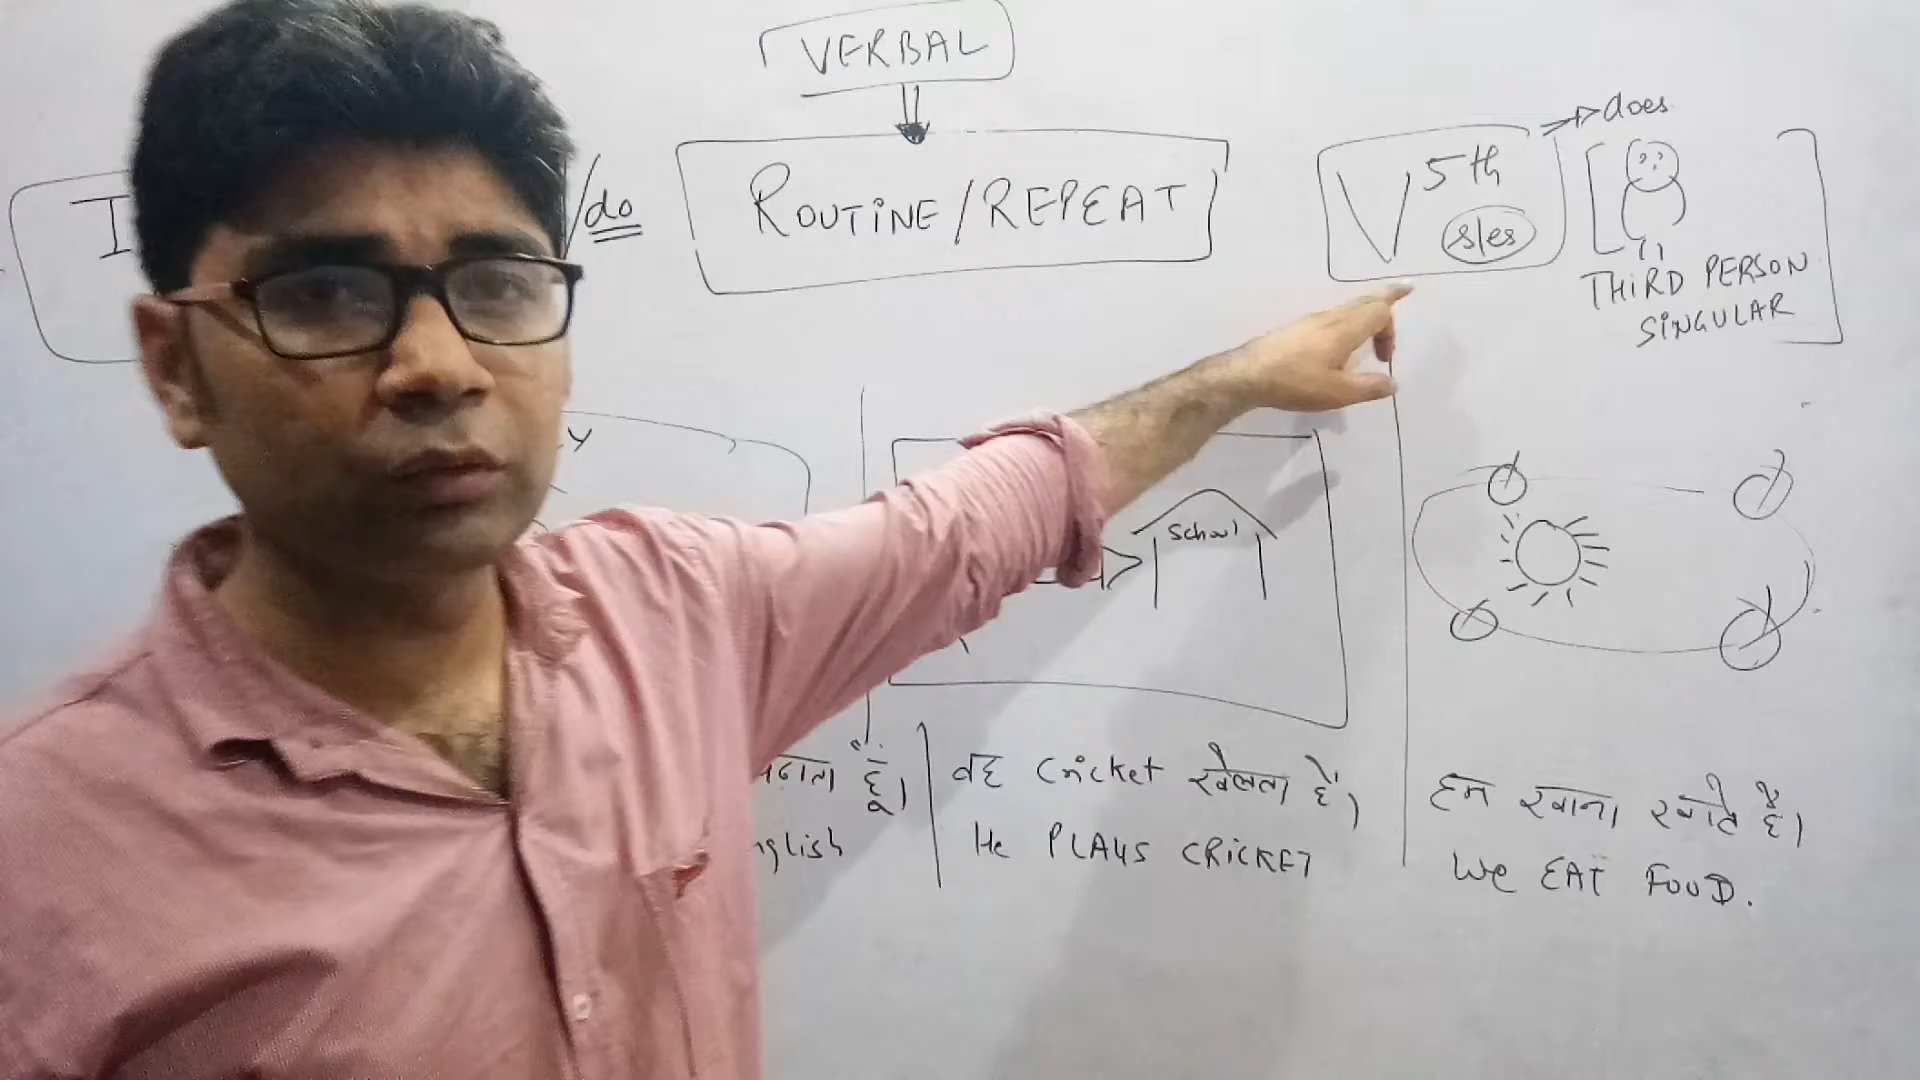 VERBAL
I /do
ROUTINE/REPEAT
V 5th
s/es
does
THIRD PERSON
SINGULAR
School
हूँ।
nglish
वह Cricket खेलता है।
He PLAYS CRICKET
हम खाना खाते हैं।
We EAT FOOD.